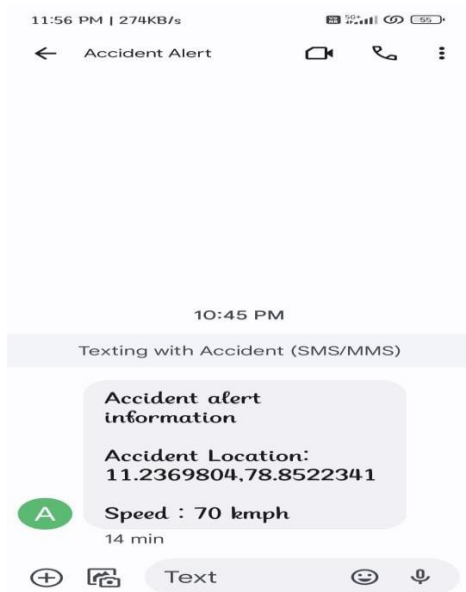 11:56 PM | 274KB/s 55
Accident Alert
10:45 PM
Texting with Accident (SMS/MMS)
Accident alert
information
Accident Location:
11.2369804,78.8522341
A
Speed : 70 kmph
14 min
Text